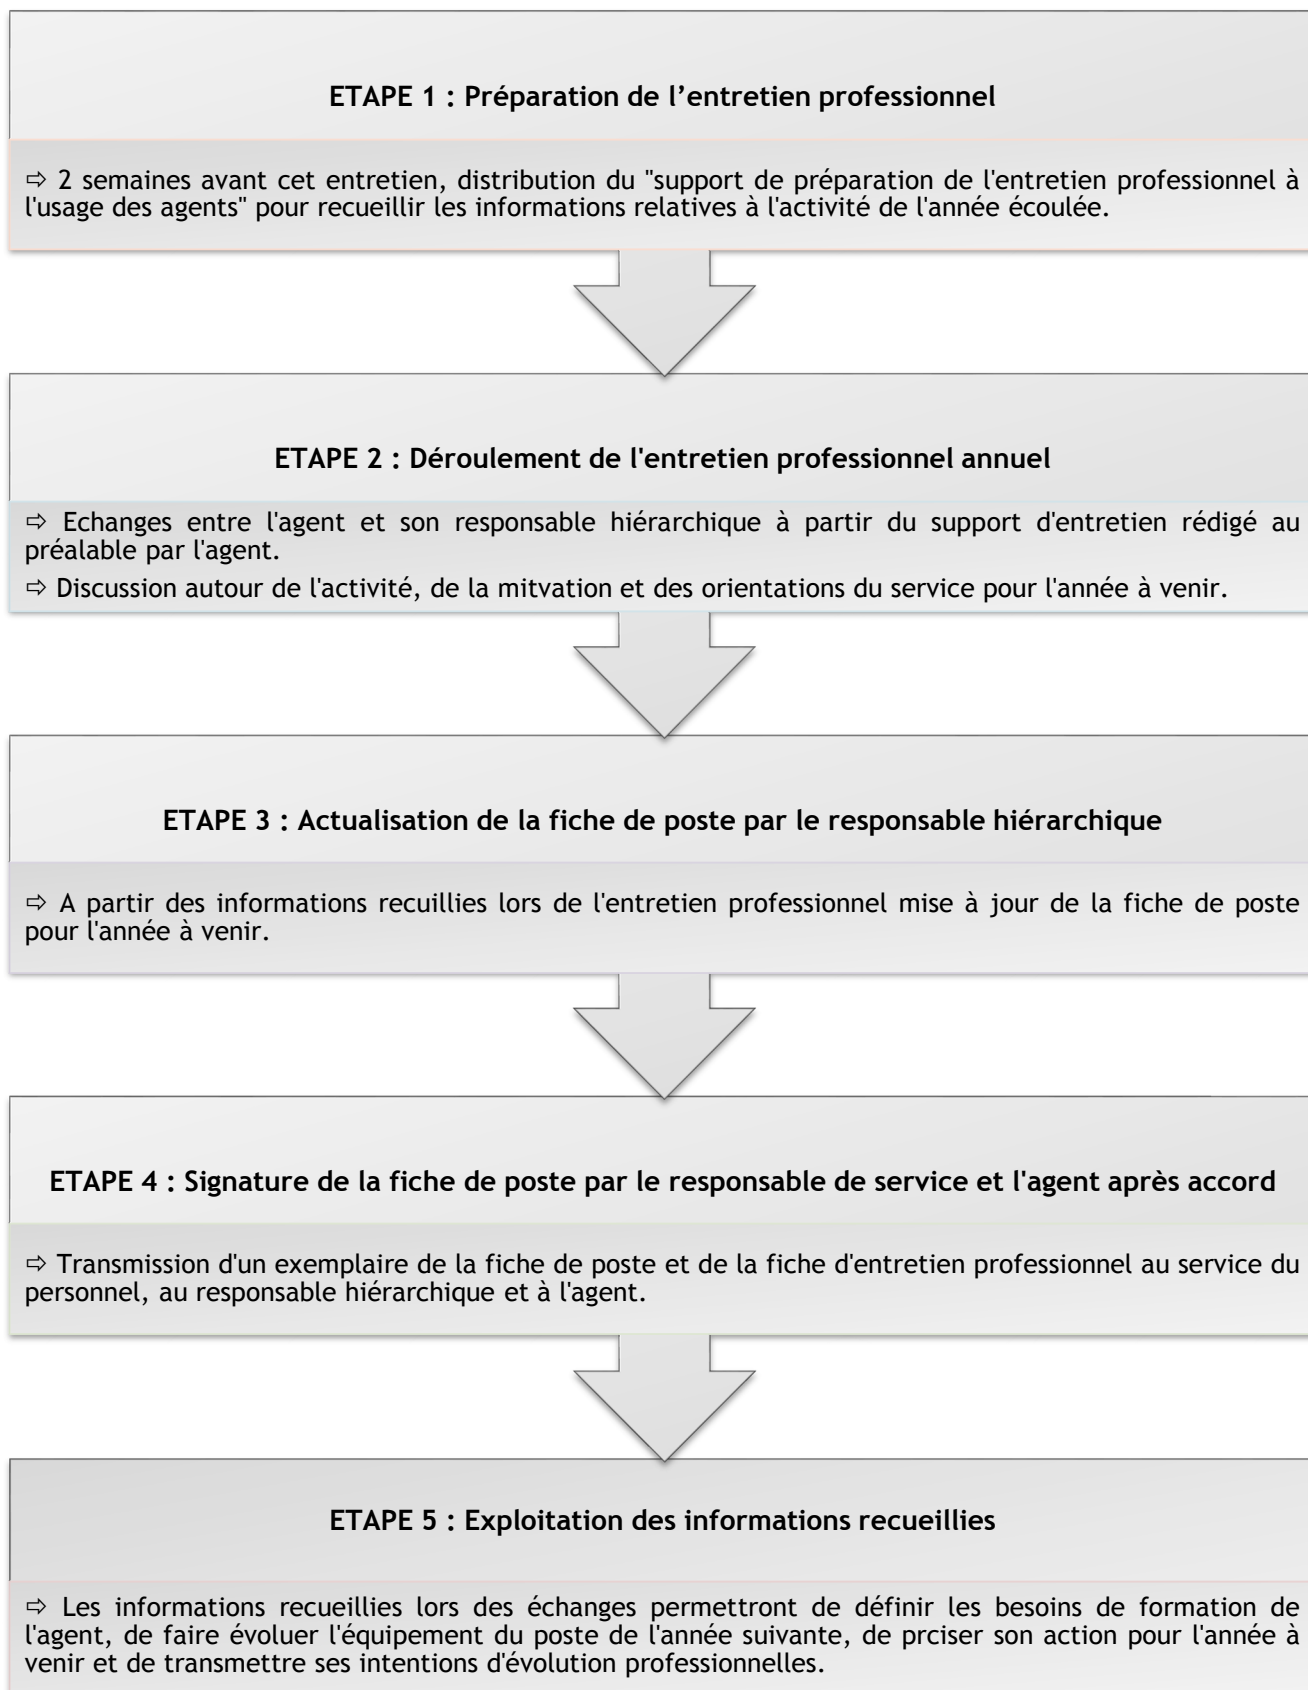 ETAPE 1 : Préparation de l’entretien professionnel
⇨ 2 semaines avant cet entretien, distribution du "support de préparation de l'entretien professionnel à
l'usage des agents" pour recueillir les informations relatives à l'activité de l'année écoulée.
ETAPE 2 : Déroulement de l'entretien professionnel annuel
⇨ Echanges entre l'agent et son responsable hiérarchique à partir du support d'entretien rédigé au
préalable par l'agent.
⇨ Discussion autour de l'activité, de la mitvation et des orientations du service pour l'année à venir.
ETAPE 3 : Actualisation de la fiche de poste par le responsable hiérarchique
⇨ A partir des informations recuillies lors de l'entretien professionnel mise à jour de la fiche de poste
pour l'année à venir.
ETAPE 4 : Signature de la fiche de poste par le responsable de service et l'agent après accord
⇨ Transmission d'un exemplaire de la fiche de poste et de la fiche d'entretien professionnel au service du
personnel, au responsable hiérarchique et à l'agent.
ETAPE 5 : Exploitation des informations recueillies
⇨ Les informations recueillies lors des échanges permettront de définir les besoins de formation de
l'agent, de faire évoluer l'équipement du poste de l'année suivante, de prciser son action pour l'année à
venir et de transmettre ses intentions d'évolution professionnelles.